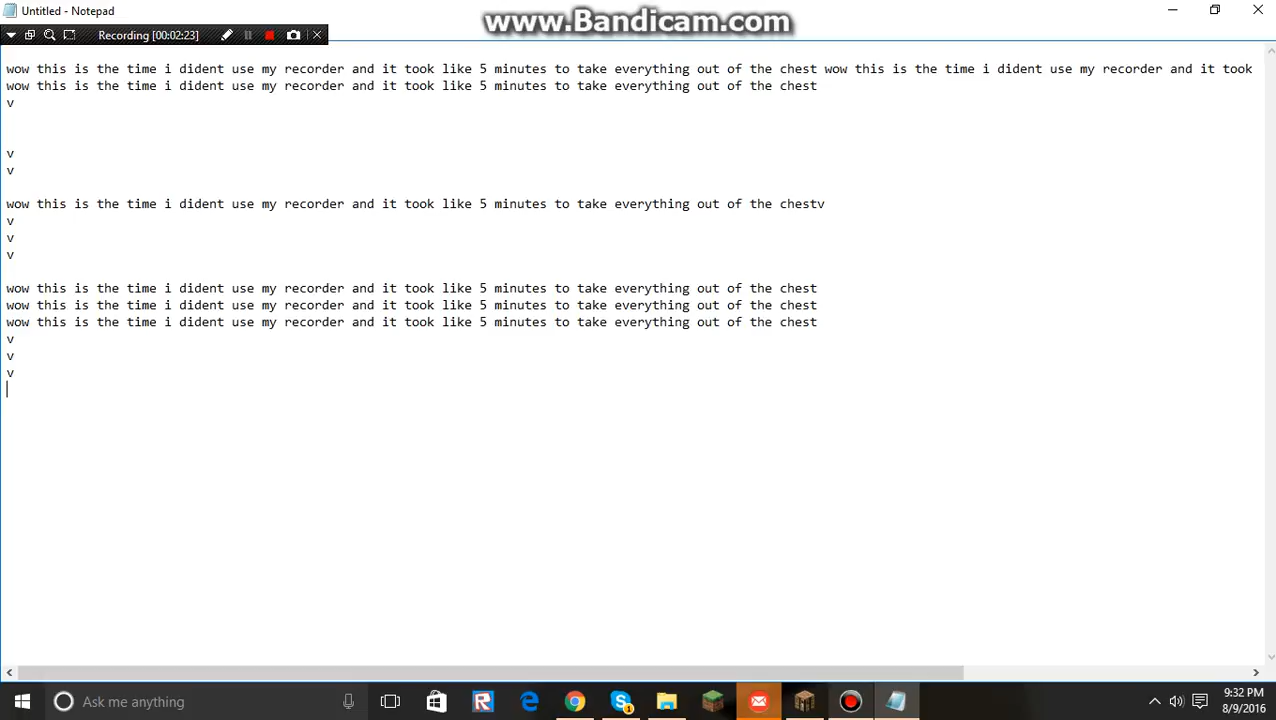 Untitled - Notepad
www.Bandicam.com
Recording [00:02:23]
wow this is the time i dident use my recorder and it took like 5 minutes to take everything out of the chest wow this is the time i dident use my recorder and it took
wow this is the time i dident use my recorder and it took like 5 minutes to take everything out of the chest
v
v
v
wow this is the time i dident use my recorder and it took like 5 minutes to take everything out of the chestv
v
v
v
wow this is the time i dident use my recorder and it took like 5 minutes to take everything out of the chest
wow this is the time i dident use my recorder and it took like 5 minutes to take everything out of the chest
wow this is the time i dident use my recorder and it took like 5 minutes to take everything out of the chest
v
v
v
Ask me anything
9:32 PM
8/9/2016